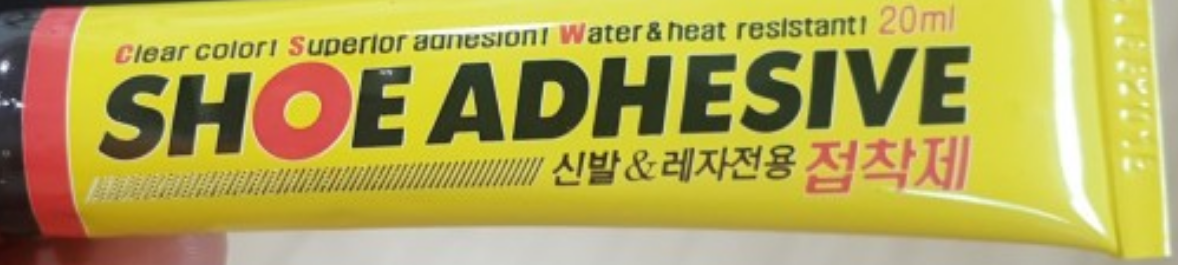 Clear color! Superior adhesion! Water & heat resistant! 20ml
SHOE ADHESIVE
신발 & 레자전용 접착제